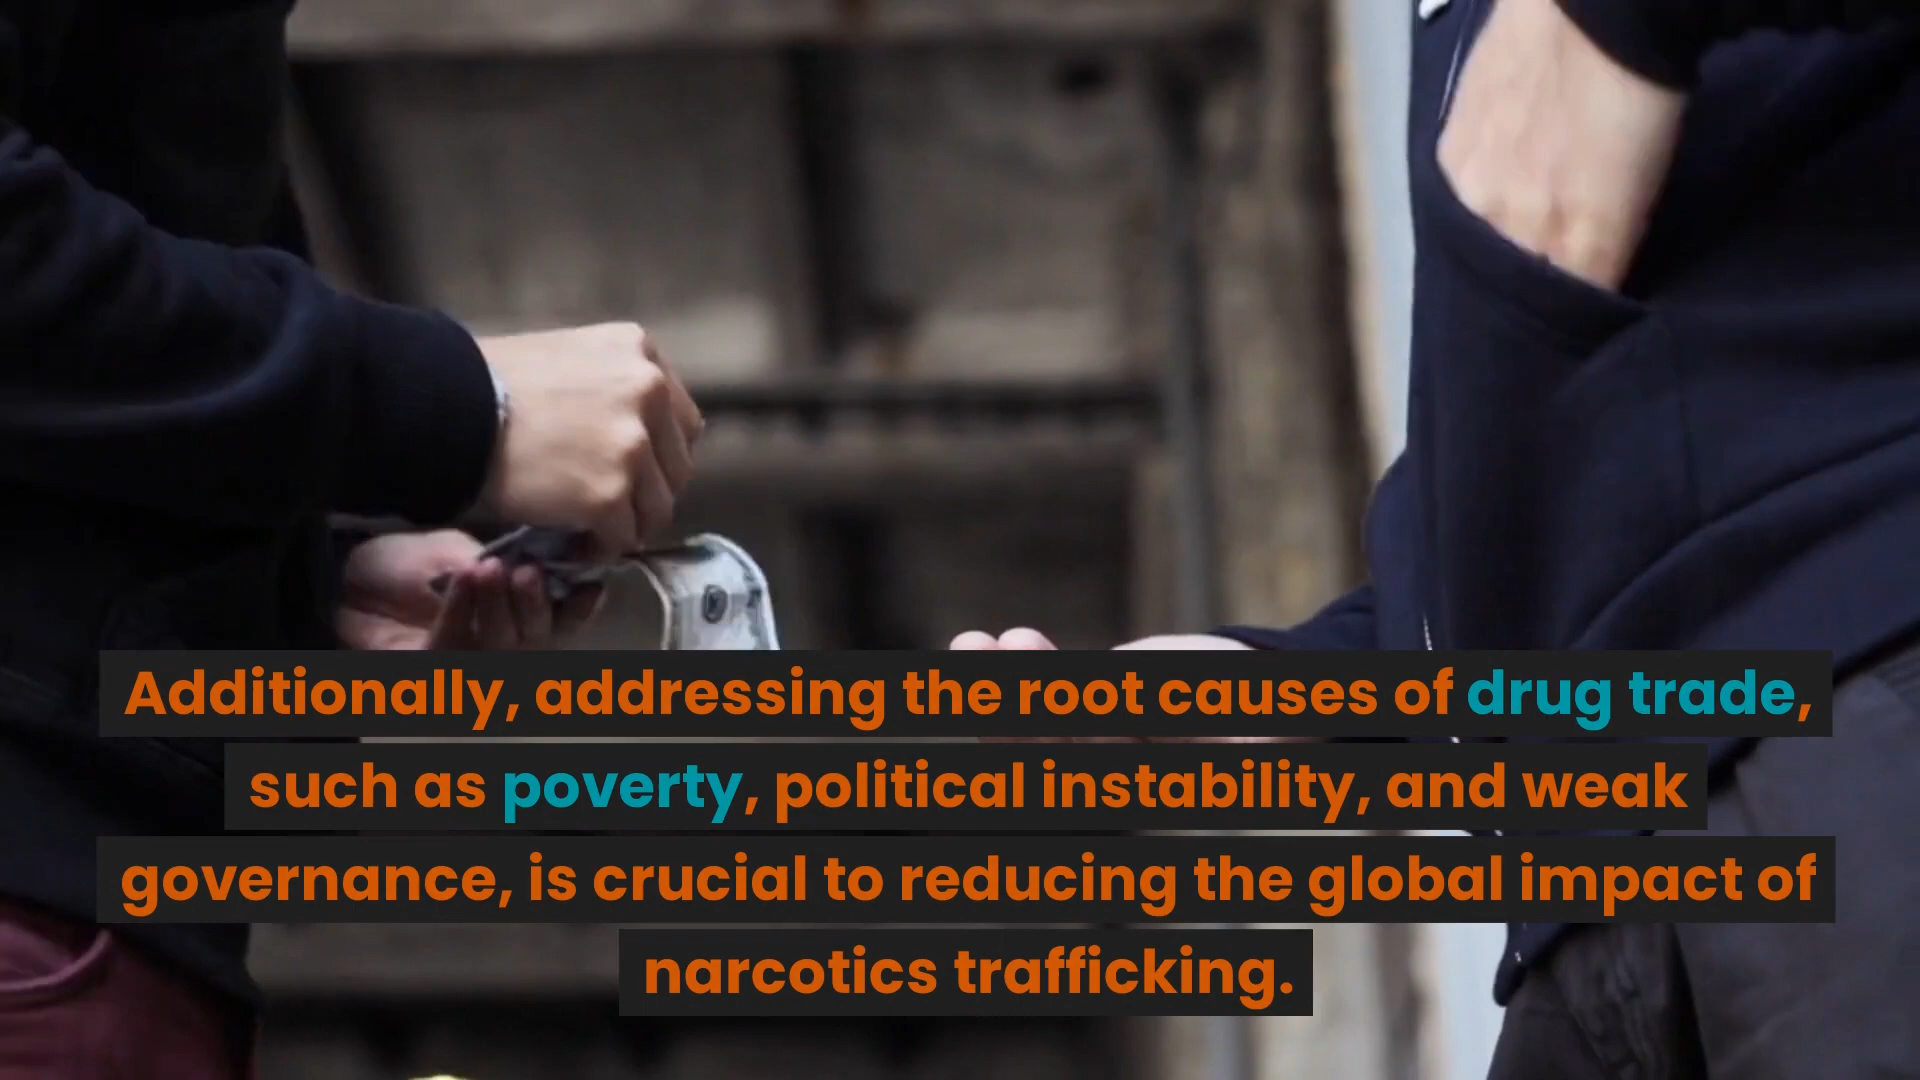 Additionally, addressing the root causes of drug trade,
such as poverty, political instability, and weak
governance, is crucial to reducing the global impact of
narcotics trafficking.